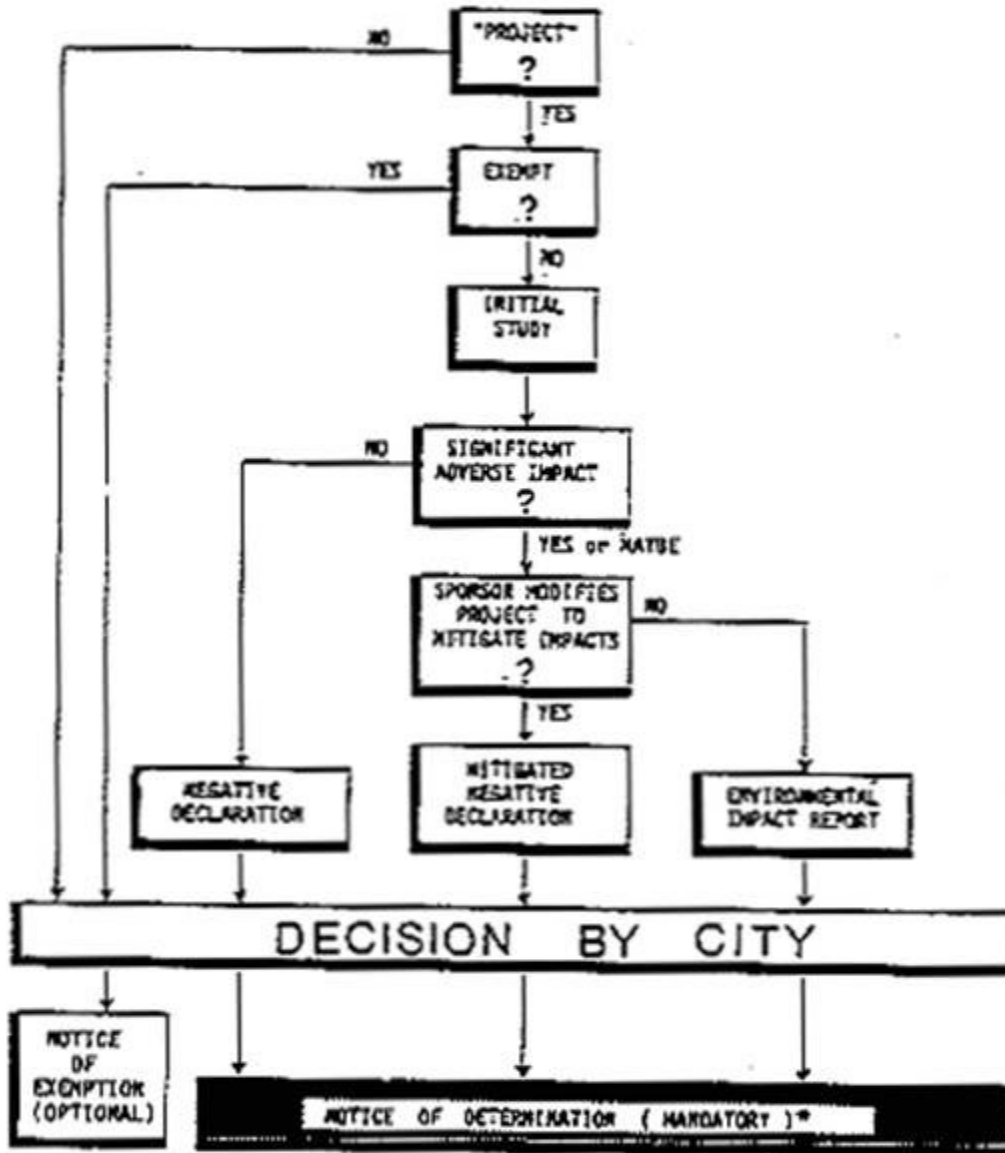 "PROJECT"
?
NO
YES
EXEMPT
?
YES
NO
INITIAL
STUDY
SIGNIFICANT
ADVERSE IMPACT
?
NO
YES or MAYBE
SPONSOR MODIFIES
PROJECT TO
MITIGATE IMPACTS
?
NO
YES
NEGATIVE
DECLARATION
MITIGATED
NEGATIVE
DECLARATION
ENVIRONMENTAL
IMPACT REPORT
DECISION BY CITY
NOTICE
OF
EXEMPTION
(OPTIONAL)
NOTICE OF DETERMINATION ( MANDATORY )*